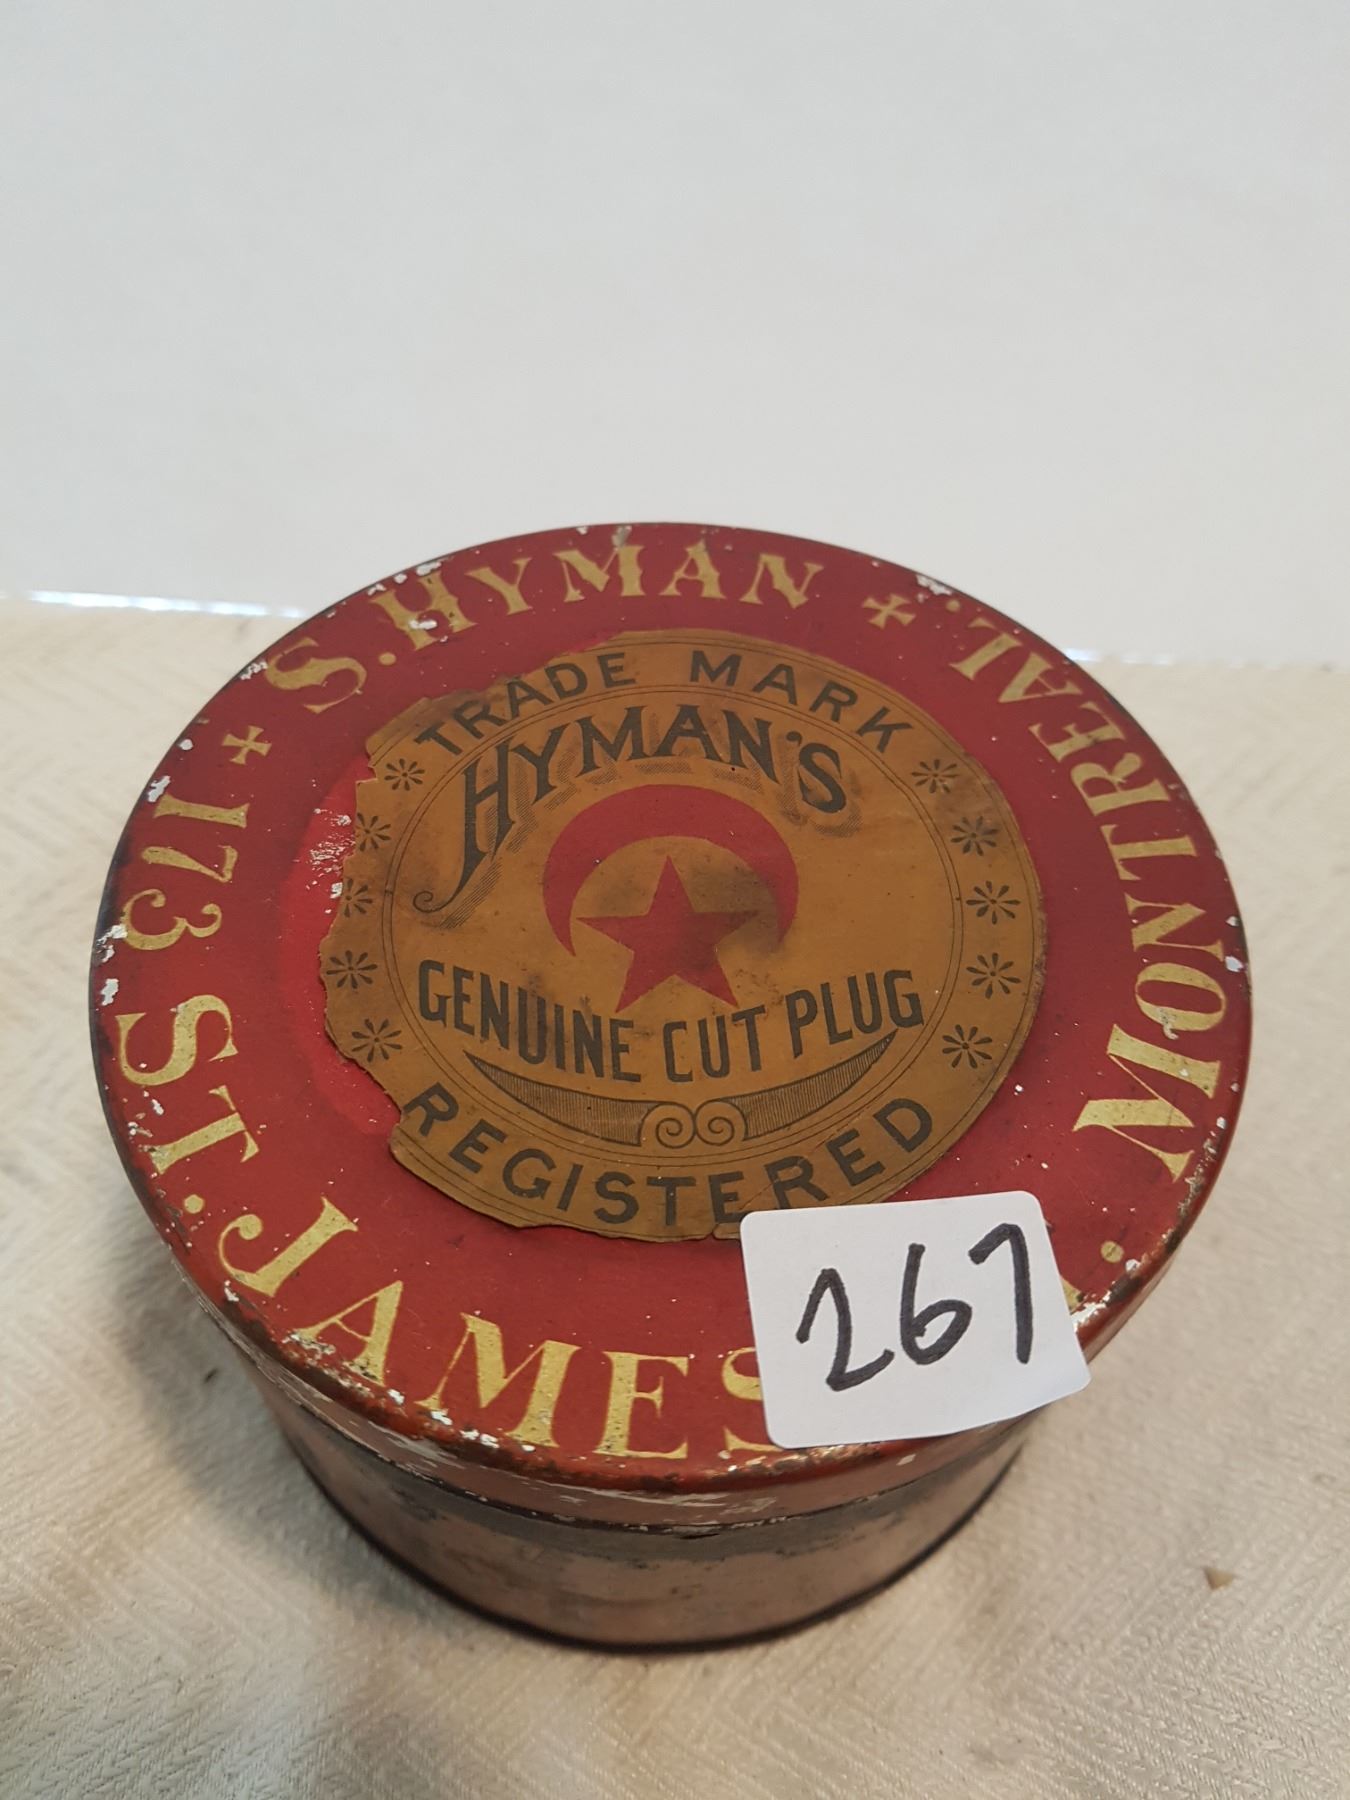 S. HYMAN
173 ST. JAMES
MONTREAL.
TRADE MARK
HYMAN'S
GENUINE CUT PLUG
REGISTERED
267